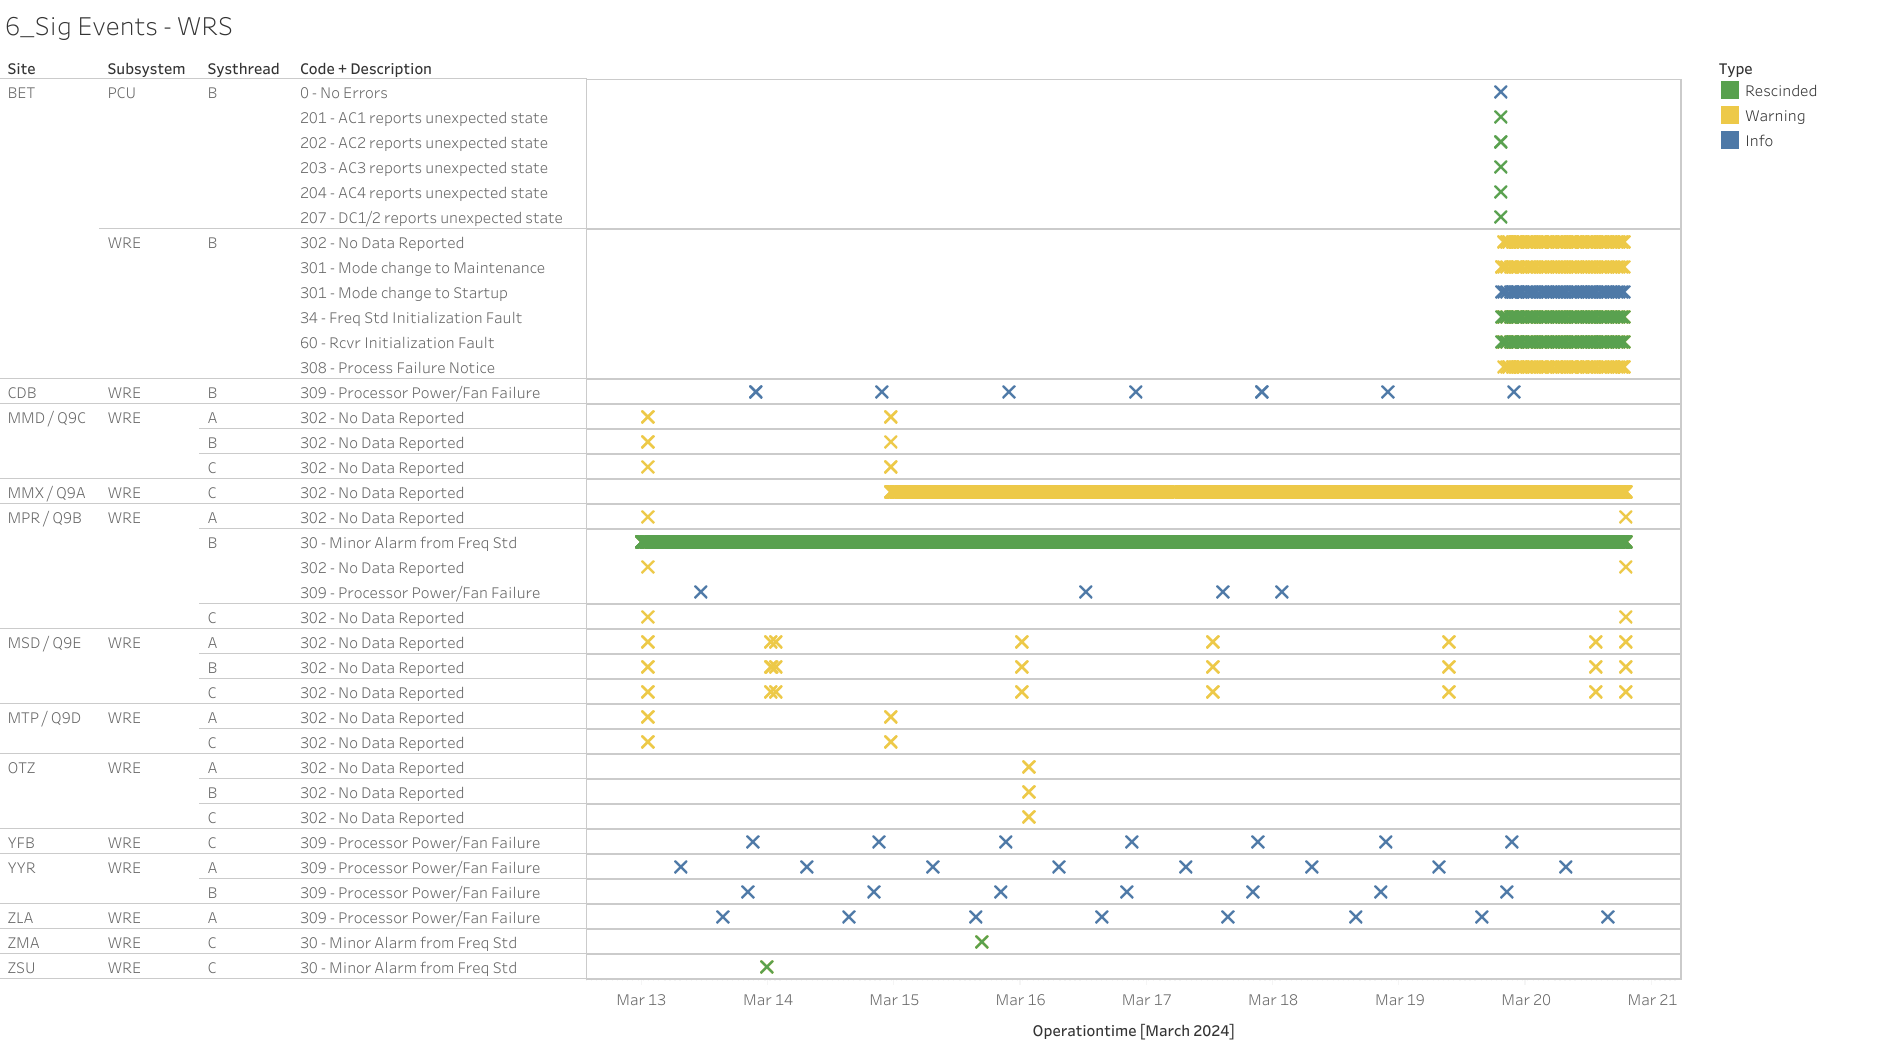 6_Sig Events - WRS
Site Subsystem Systhread Code + Description
Type
BET PCU B 0 - No Errors
Rescinded
201 - AC1 reports unexpected state
Warning
202 - AC2 reports unexpected state
Info
203 - AC3 reports unexpected state
204 - AC4 reports unexpected state
207 - DC1/2 reports unexpected state
WRE B 302 - No Data Reported
301 - Mode change to Maintenance
301 - Mode change to Startup
34 - Freq Std Initialization Fault
60 - Rcvr Initialization Fault
308 - Process Failure Notice
CDB WRE B 309 - Processor Power/Fan Failure
MMD / Q9C WRE A 302 - No Data Reported
B 302 - No Data Reported
C 302 - No Data Reported
MMX / Q9A WRE C 302 - No Data Reported
MPR / Q9B WRE A 302 - No Data Reported
B 30 - Minor Alarm from Freq Std
302 - No Data Reported
309 - Processor Power/Fan Failure
C 302 - No Data Reported
MSD / Q9E WRE A 302 - No Data Reported
B 302 - No Data Reported
C 302 - No Data Reported
MTP / Q9D WRE A 302 - No Data Reported
C 302 - No Data Reported
OTZ WRE A 302 - No Data Reported
B 302 - No Data Reported
C 302 - No Data Reported
YFB WRE C 309 - Processor Power/Fan Failure
YYR WRE A 309 - Processor Power/Fan Failure
B 309 - Processor Power/Fan Failure
ZLA WRE A 309 - Processor Power/Fan Failure
ZMA WRE C 30 - Minor Alarm from Freq Std
ZSU WRE C 30 - Minor Alarm from Freq Std
Mar 13 Mar 14 Mar 15 Mar 16 Mar 17 Mar 18 Mar 19 Mar 20 Mar 21
Operationtime [March 2024]